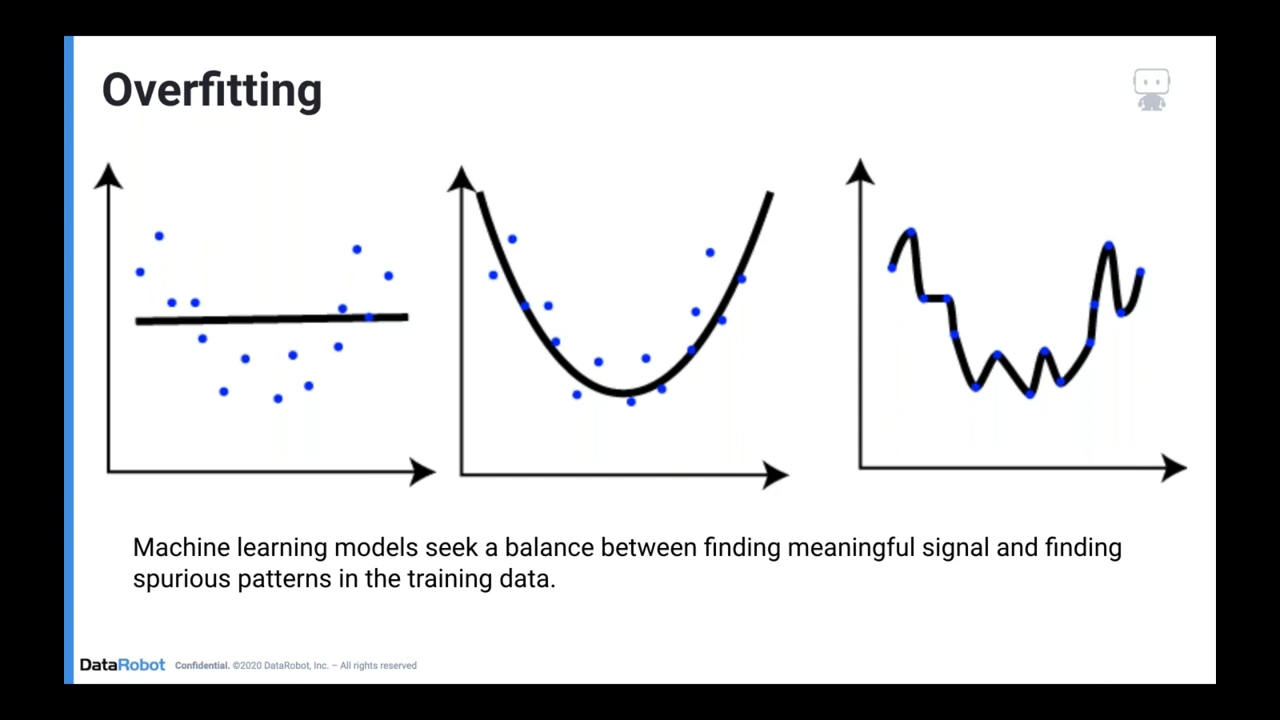 Overfitting
Machine learning models seek a balance between finding meaningful signal and finding
spurious patterns in the training data.
DataRobot Confidential. ©2020 DataRobot, Inc. – All rights reserved